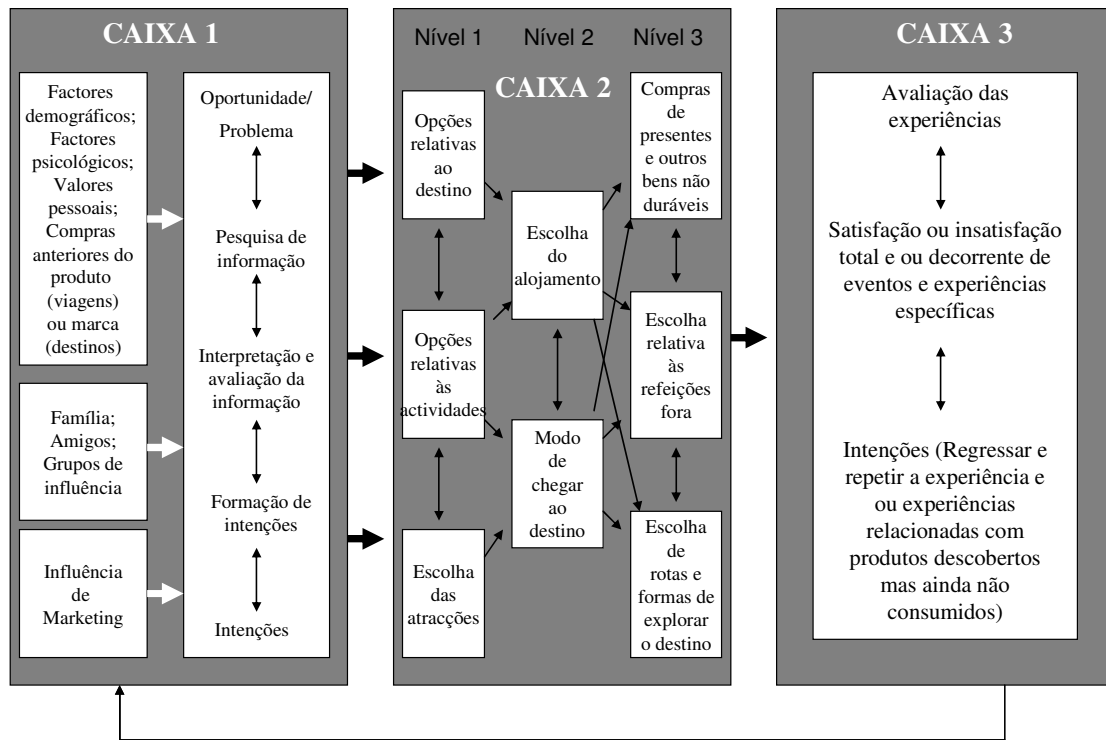 CAIXA 1
Factores
demográficos;
Factores
psicológicos;
Valores
pessoais;
Compras
anteriores do
produto
(viagens)
ou marca
(destinos)
Família;
Amigos;
Grupos de
influência
Influência
de
Marketing
Oportunidade/
Problema
Pesquisa de
informação
Interpretação e
avaliação da
informação
Formação de
intenções
Intenções
Nível 1
Nível 2
Nível 3
CAIXA 2
Opções
relativas
ao
destino
Opções
relativas
às
actividades
Escolha
das
atracções
Escolha
do
alojamento
Modo
de
chegar
ao
destino
Compras
de
presentes
e outros
bens não
duráveis
Escolha
relativa
às
refeições
fora
Escolha
de
rotas e
formas de
explorar
o destino
CAIXA 3
Avaliação das
experiências
Satisfação ou insatisfação
total e ou decorrente de
eventos e experiências
específicas
Intenções (Regressar e
repetir a experiência e
ou experiências
relacionadas com
produtos descobertos
mas ainda não
consumidos)